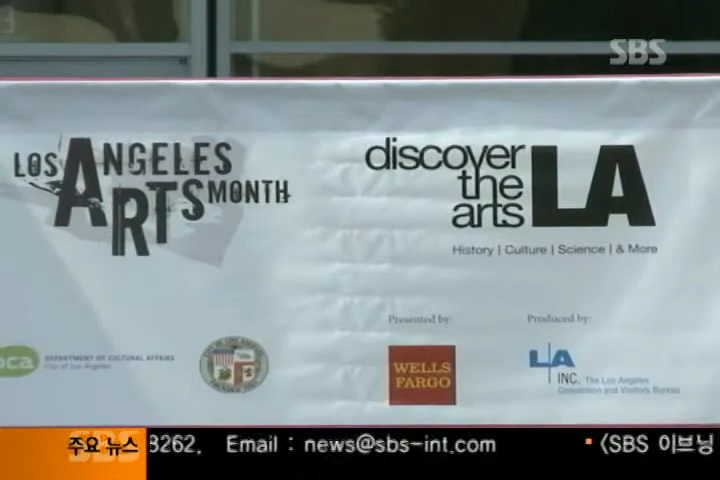 SBS
LOS ANGELES
ARTS MONTH
discover
the
arts LA
History | Culture | Science | & More
Presented by:
Produced by:
oca DEPARTMENT OF CULTURAL AFFAIRS
City of Los Angeles
WELLS
FARGO
LA
INC. The Los Angeles
Convention and Visitors Bureau
SBS
주요 뉴스 3262. Email : news@sbs-int.com •〈SBS 이브닝